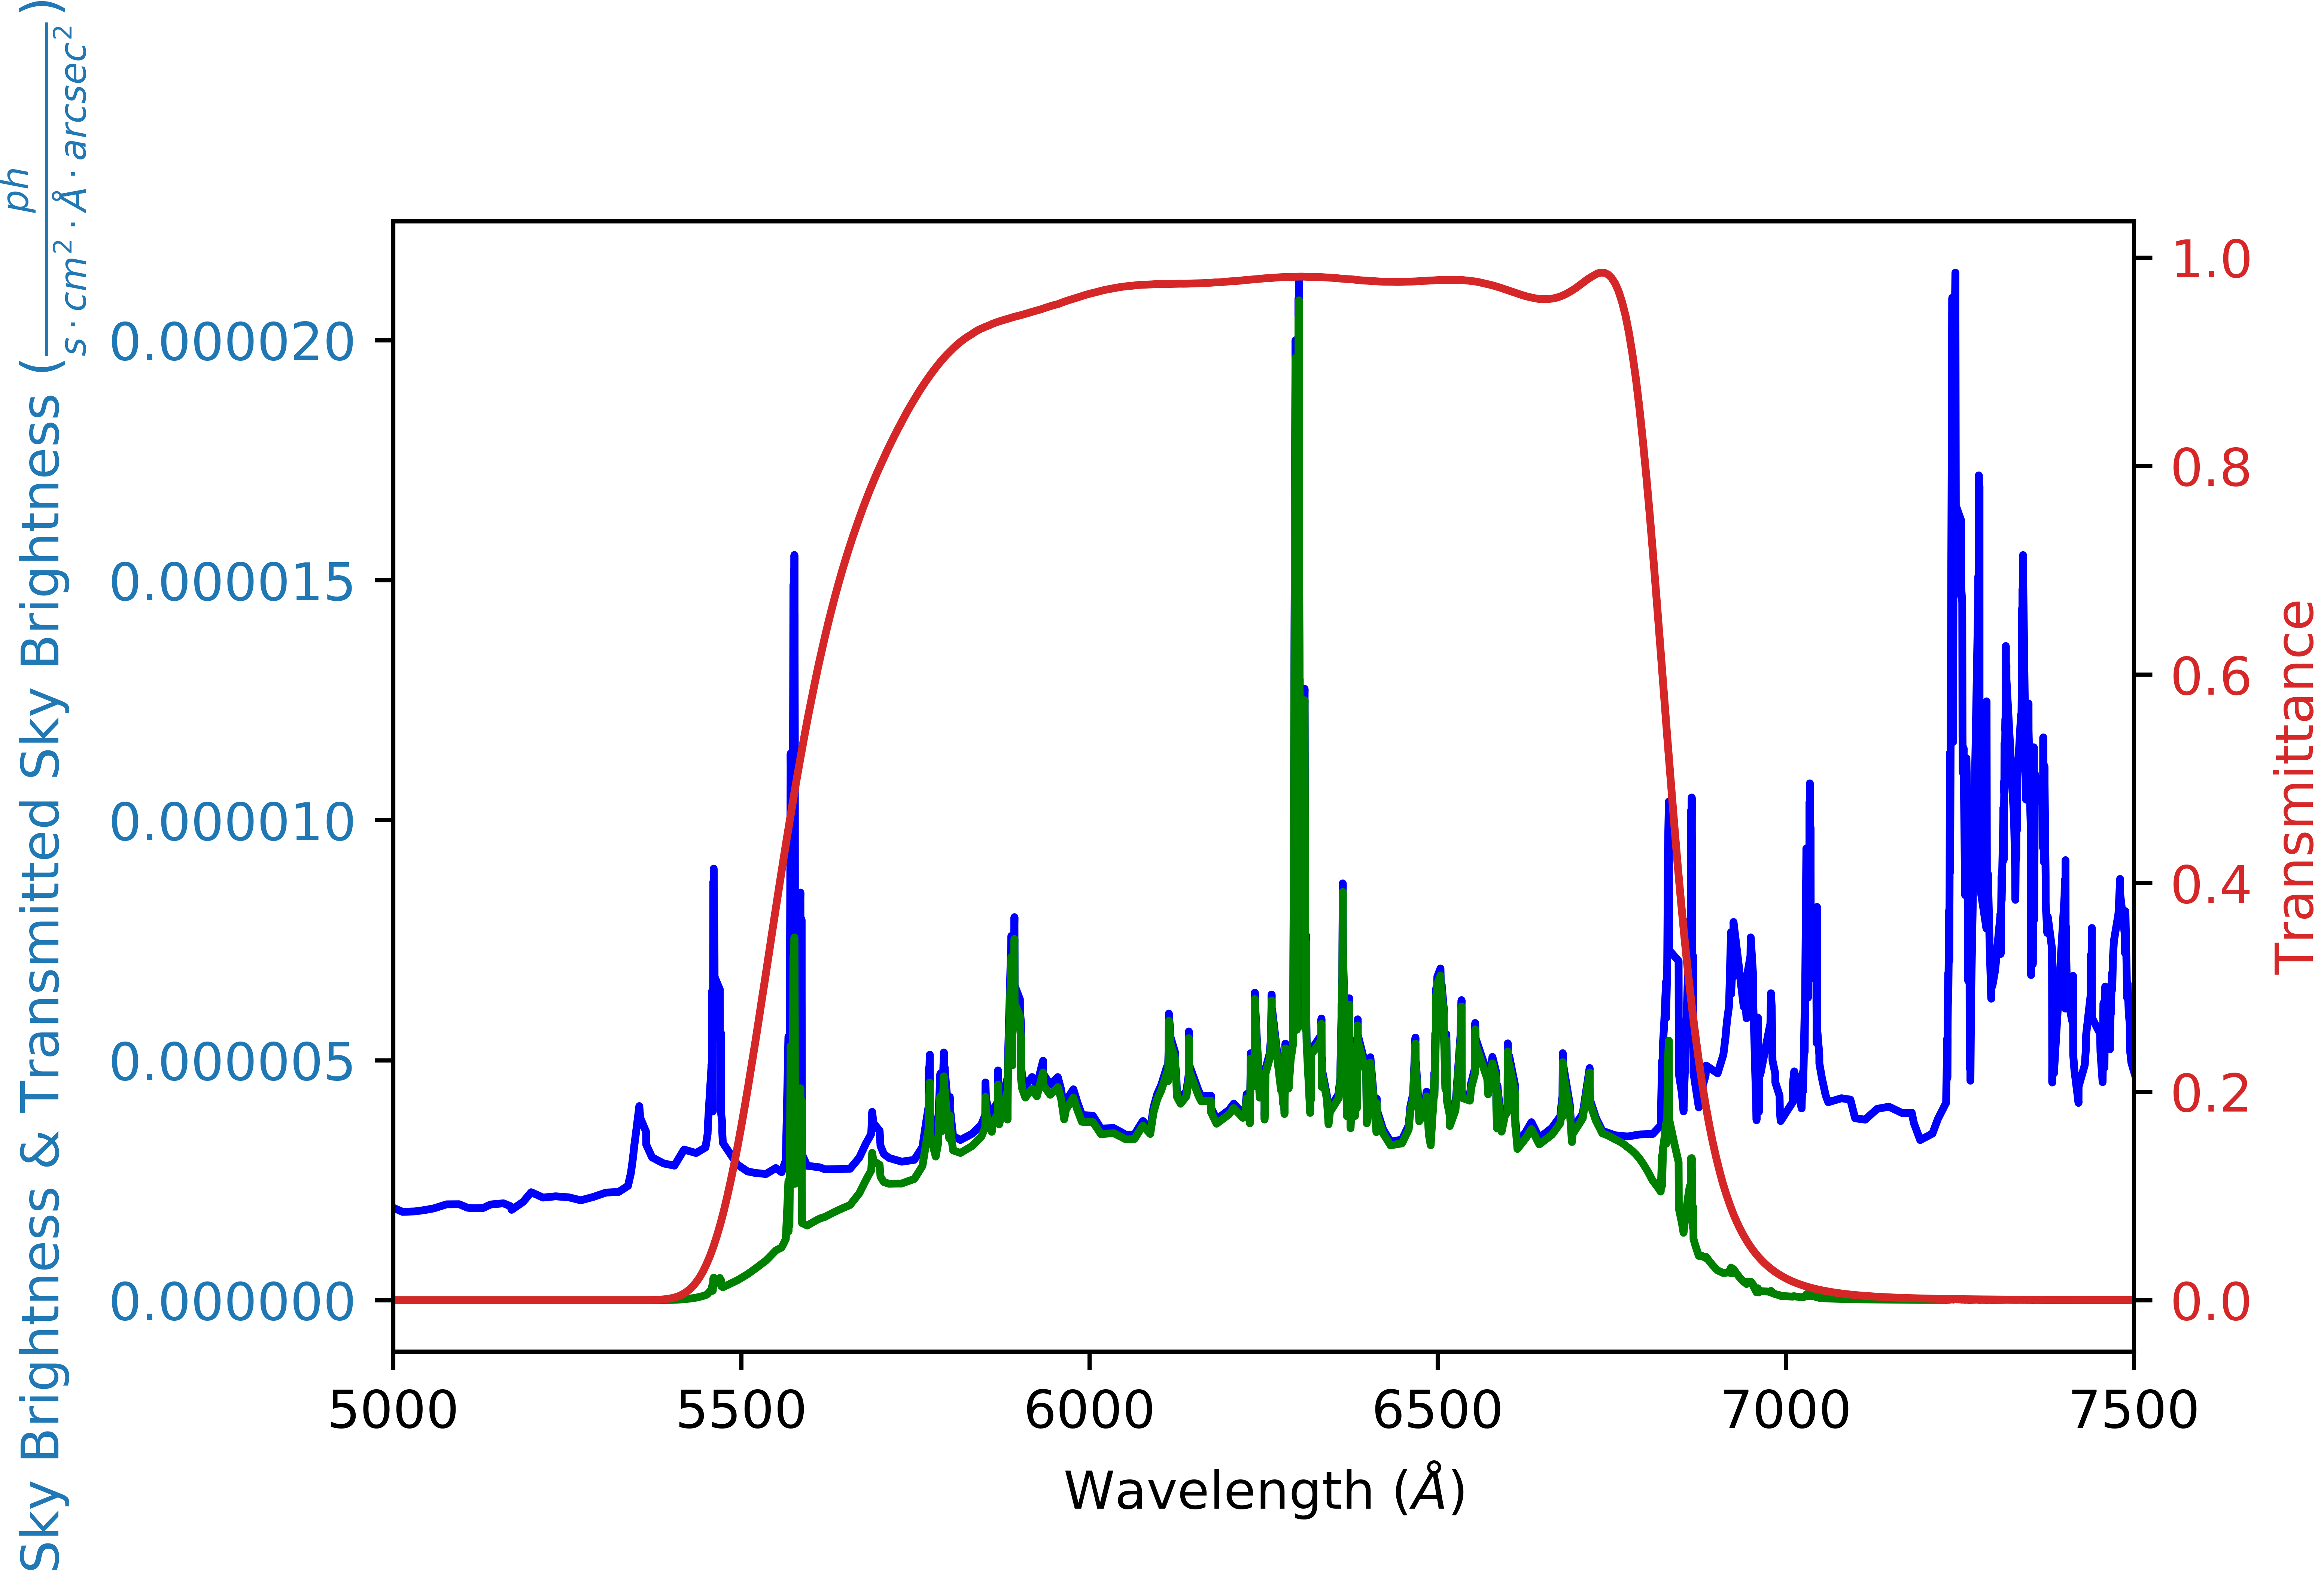 Sky Brightness & Transmitted Sky Brightness ( ph / s · cm² · Å · arcsec² )
0.000020
0.000015
0.000010
0.000005
0.000000
1.0
0.8
0.6
0.4
0.2
0.0
Transmittance
5000 5500 6000 6500 7000 7500
Wavelength (Å)